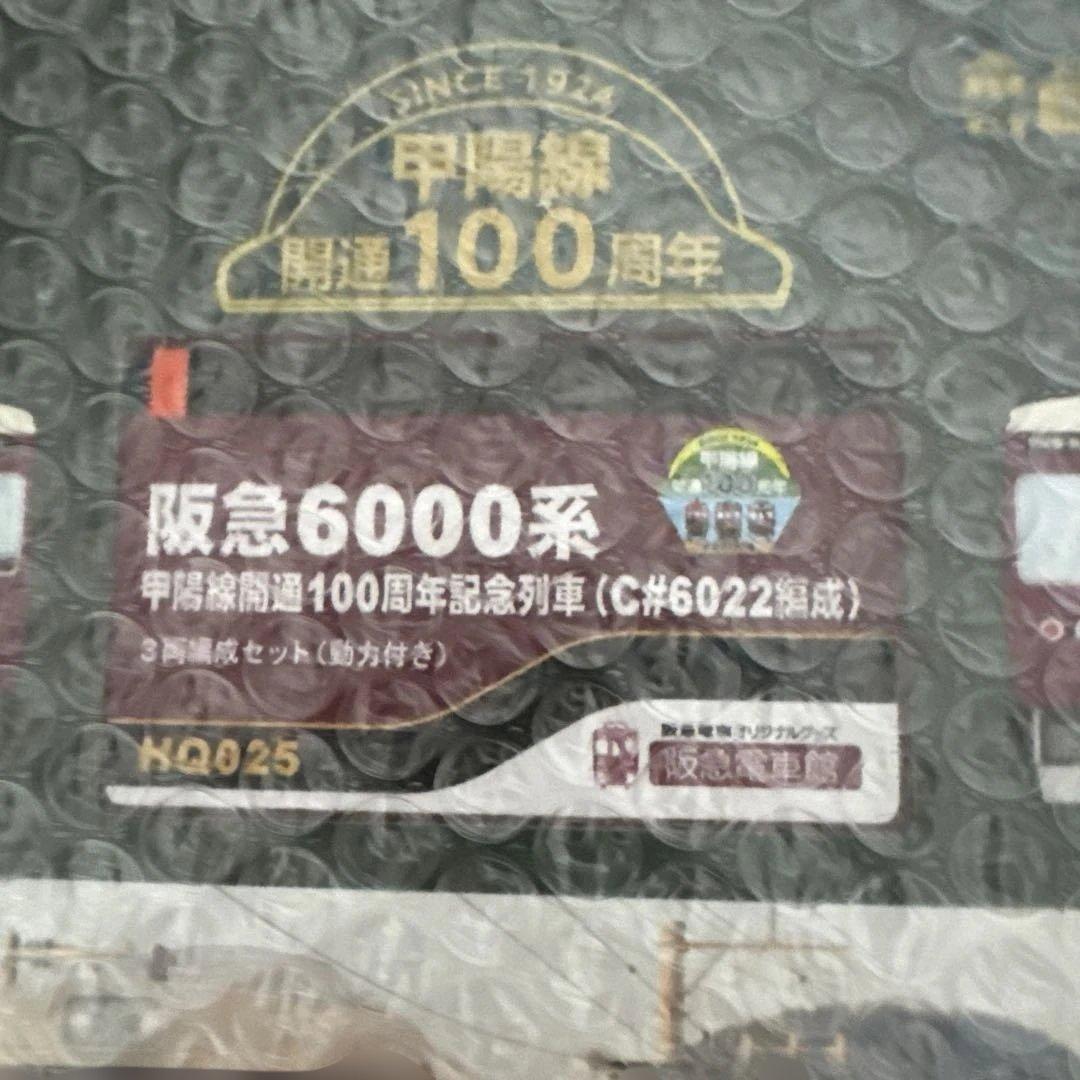 SINCE 1924
甲陽線
開通100周年
阪急6000系
甲陽線開通100周年記念列車（C#6022編成）
3両編成セット（動力付き）
HQ025
阪急電車 オリジナルグッズ
阪急電車館